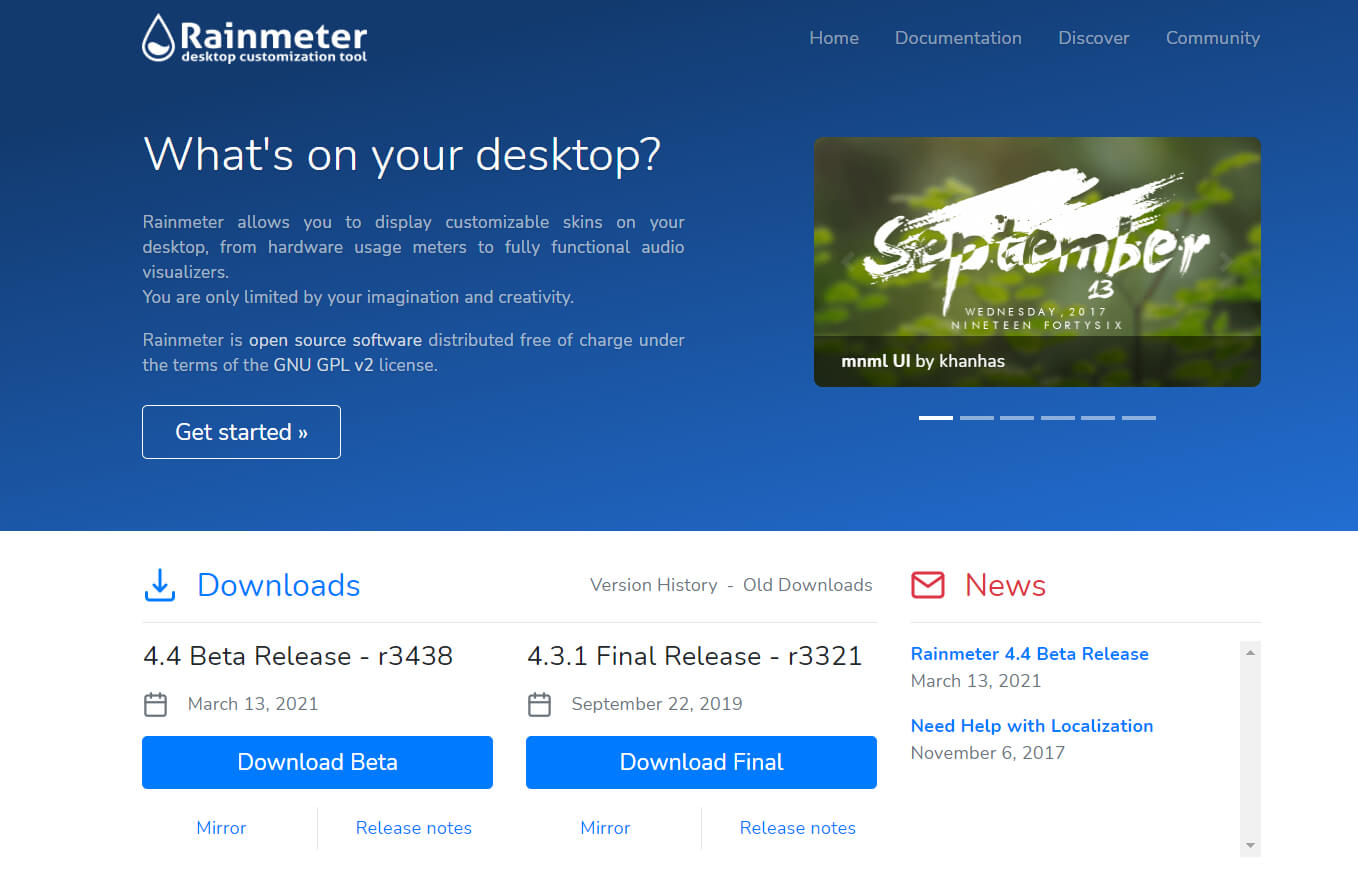 Rainmeter
desktop customization tool
Home
Documentation
Discover
Community
What's on your desktop?
Rainmeter allows you to display customizable skins on your
desktop, from hardware usage meters to fully functional audio
visualizers.
You are only limited by your imagination and creativity.
Rainmeter is open source software distributed free of charge under
the terms of the GNU GPL v2 license.
Get started »
September
13
WEDNESDAY, 2017
NINETEEN FORTYSIX
mnml UI by khanhas
Downloads
Version History - Old Downloads
4.4 Beta Release - r3438
March 13, 2021
Download Beta
Mirror
Release notes
4.3.1 Final Release - r3321
September 22, 2019
Download Final
Mirror
Release notes
News
Rainmeter 4.4 Beta Release
March 13, 2021
Need Help with Localization
November 6, 2017